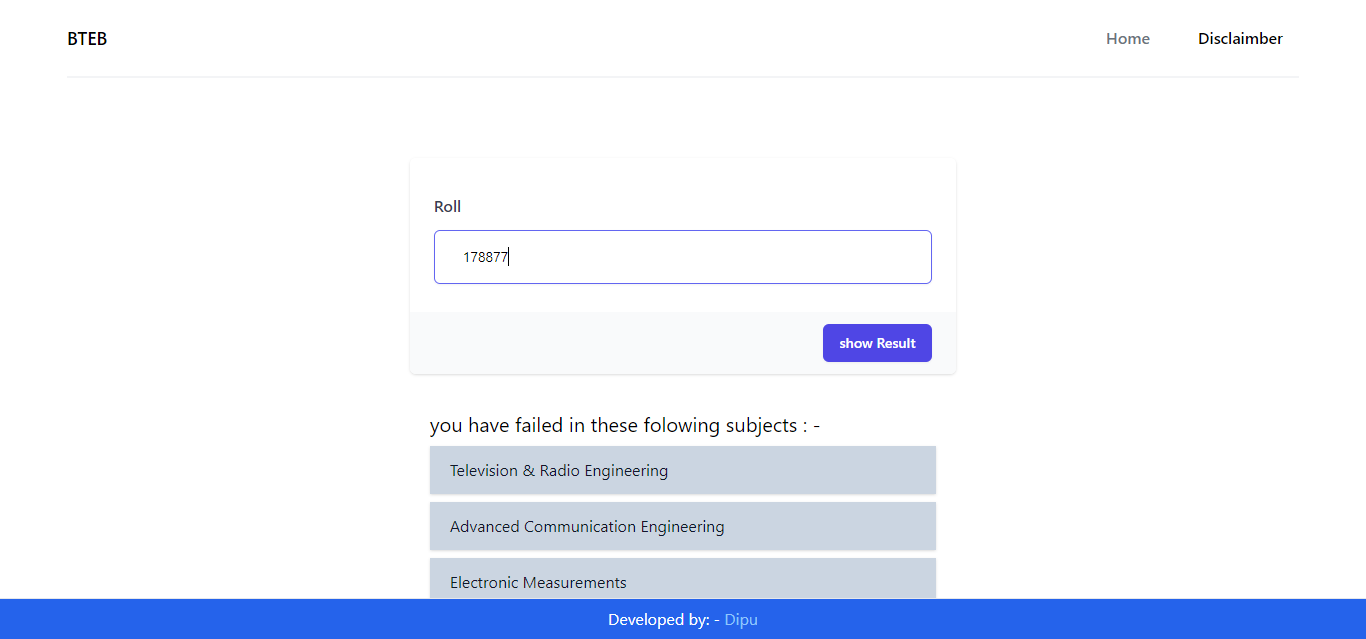 BTEB Home Disclaimber
Roll
178877
show Result
you have failed in these folowing subjects : -
Television & Radio Engineering
Advanced Communication Engineering
Electronic Measurements
Developed by: - Dipu